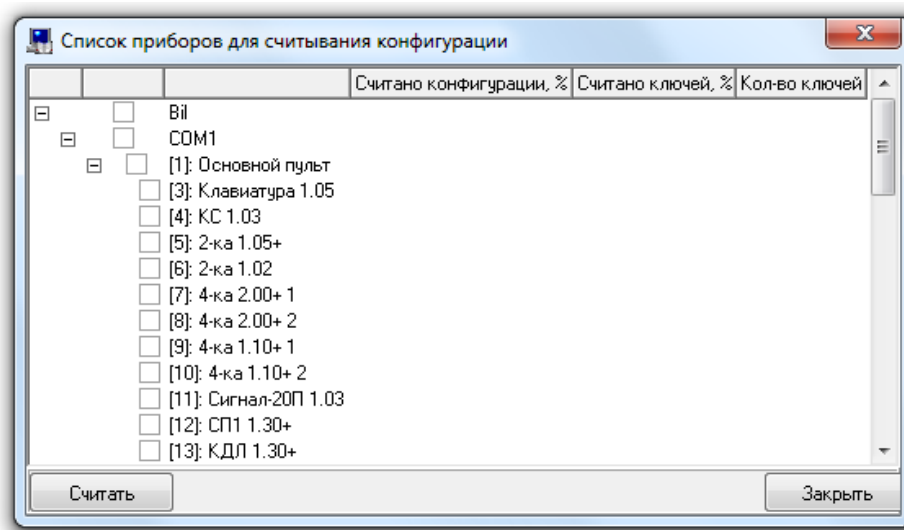 Список приборов для считывания конфигурации
Считано конфигурации, % Считано ключей, % Кол-во ключей
Bil
COM1
[1]: Основной пульт
[3]: Клавиатура 1.05
[4]: КС 1.03
[5]: 2-ка 1.05+
[6]: 2-ка 1.02
[7]: 4-ка 2.00+ 1
[8]: 4-ка 2.00+ 2
[9]: 4-ка 1.10+ 1
[10]: 4-ка 1.10+ 2
[11]: Сигнал-20П 1.03
[12]: СП1 1.30+
[13]: КДЛ 1.30+
Считать Закрыть